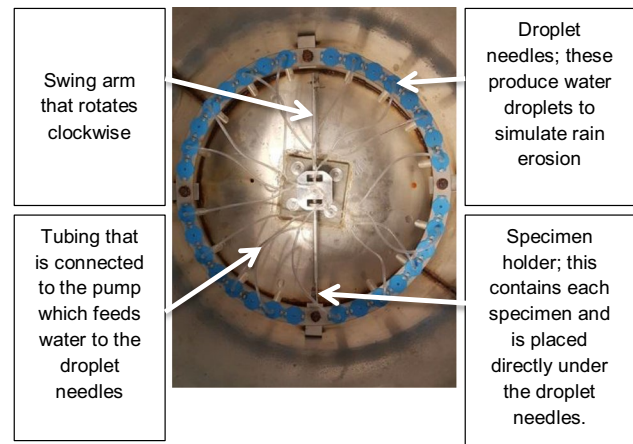 Swing arm
that rotates
clockwise
Droplet
needles; these
produce water
droplets to
simulate rain
erosion
Tubing that
is connected
to the pump
which feeds
water to the
droplet
needles
Specimen
holder; this
contains each
specimen and
is placed
directly under
the droplet
needles.